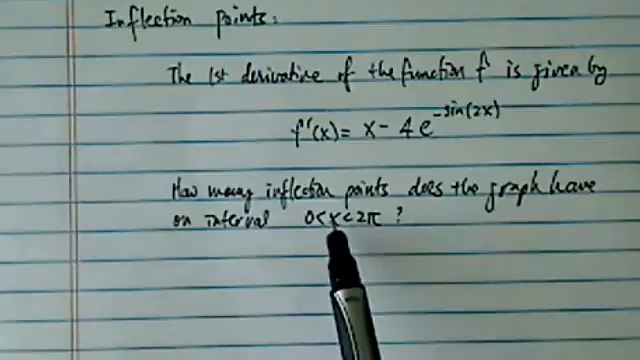 Inflection points:
The 1st derivative of the function f is given by
f'(x) = x - 4e^-sin(2x)
How many inflection points does the graph have
on interval 0<x<2π ?